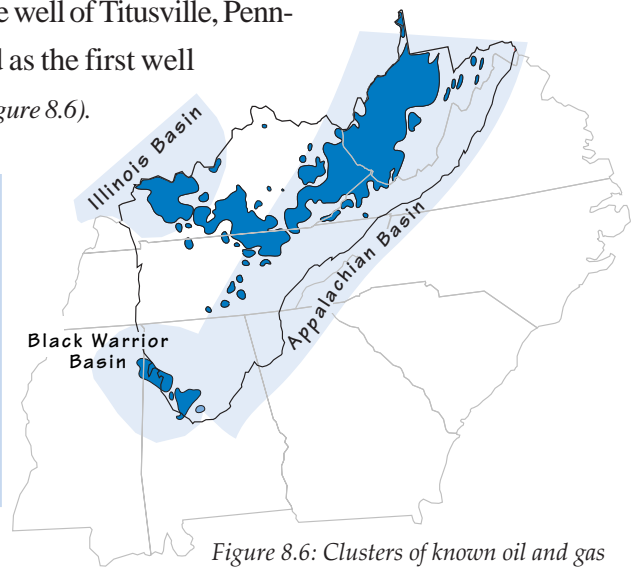 e well of Titusville, Penn-
d as the first well
gure 8.6).
Illinois Basin
Appalachian Basin
Black Warrior
Basin
Figure 8.6: Clusters of known oil and gas